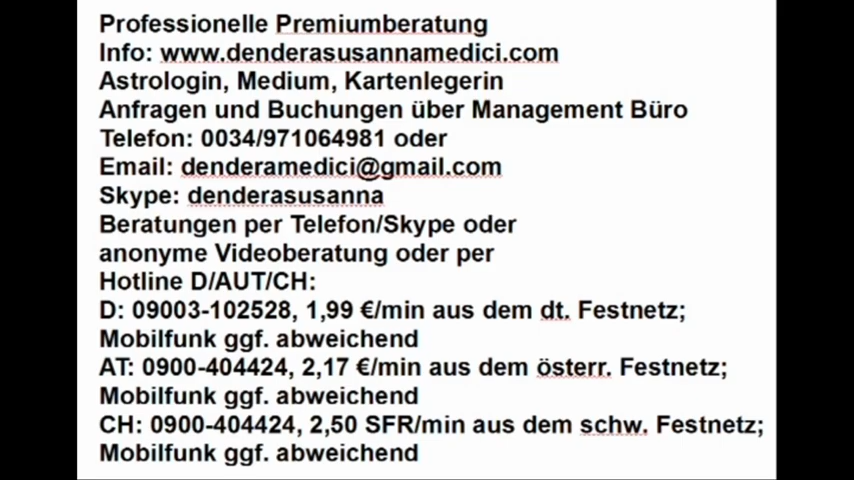 Professionelle Premiumberatung
Info: www.denderasusannamedici.com
Astrologin, Medium, Kartenlegerin
Anfragen und Buchungen über Management Büro
Telefon: 0034/971064981 oder
Email: denderamedici@gmail.com
Skype: denderasusanna
Beratungen per Telefon/Skype oder
anonyme Videoberatung oder per
Hotline D/AUT/CH:
D: 09003-102528, 1,99 €/min aus dem dt. Festnetz;
Mobilfunk ggf. abweichend
AT: 0900-404424, 2,17 €/min aus dem österr. Festnetz;
Mobilfunk ggf. abweichend
CH: 0900-404424, 2,50 SFR/min aus dem schw. Festnetz;
Mobilfunk ggf. abweichend